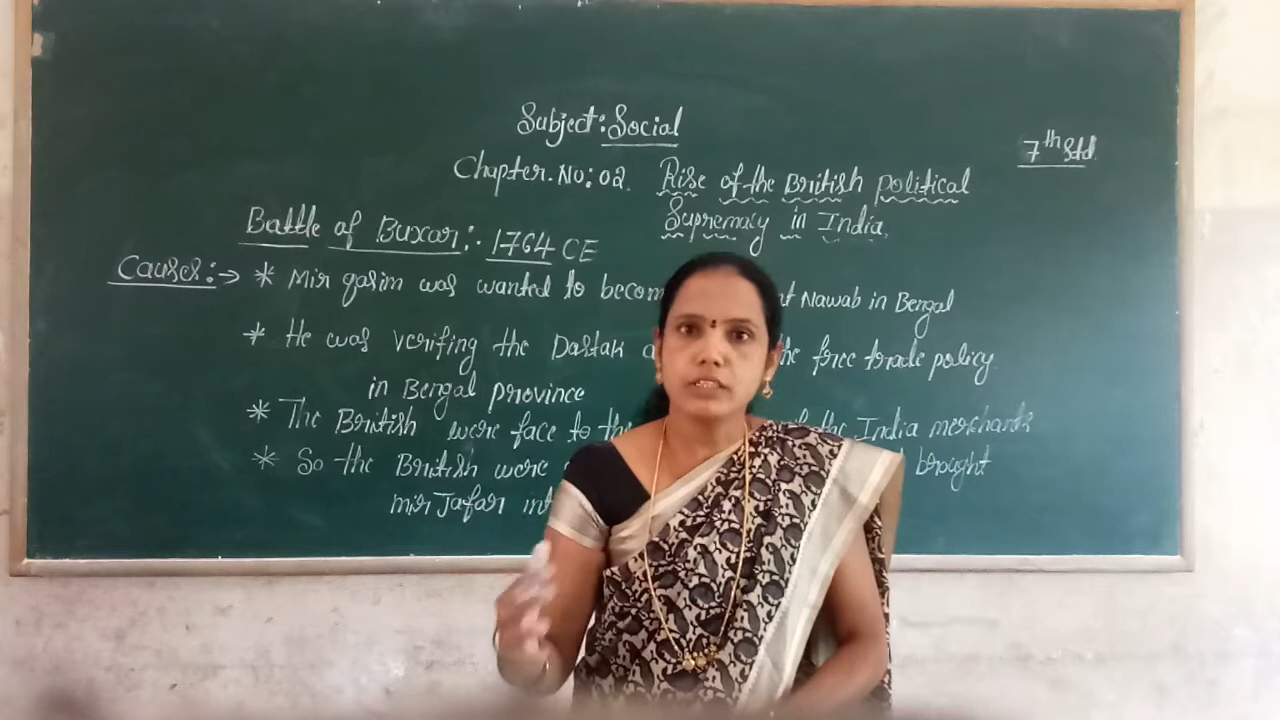 Subject: Social
7th Std.
Chapter. No: 02. Rise of the British political
Supremacy in India.
Battle of Buxar:- 1764 CE
Causes:→ * Mir qasim was wanted to becom Nawab in Bengal
* He was verifing the Dastak free trade policy.
in Bengal province
* The British were face to the the India merchants
* So the British were brought
mir Jafar int